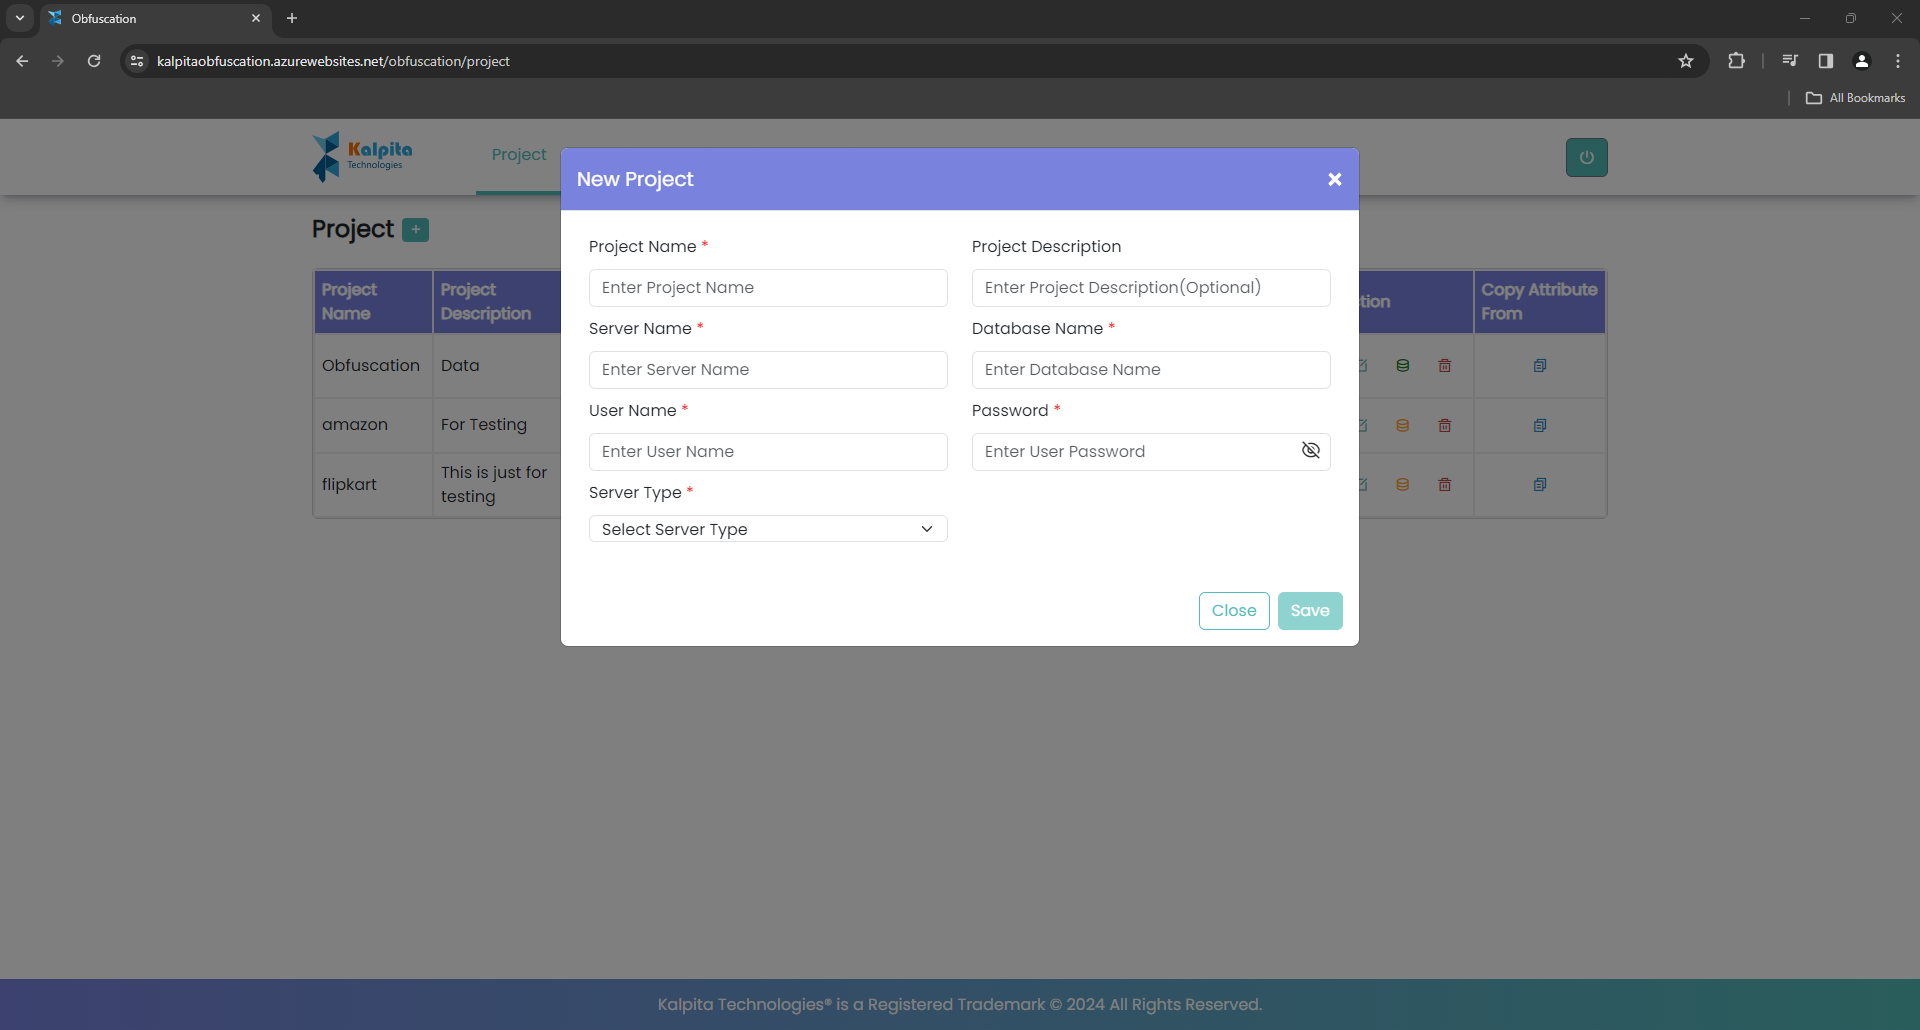 Obfuscation
kalpitaobfuscation.azurewebsites.net/obfuscation/project
All Bookmarks
Kalpita
Technologies
Project
New Project
Project
Project Name *
Project Description
Enter Project Name
Enter Project Description(Optional)
Server Name *
Database Name *
Enter Server Name
Enter Database Name
User Name *
Password *
Enter User Name
Enter User Password
Server Type *
Select Server Type
Close
Save
Project
Name
Project
Description
tion
Copy Attribute
From
Obfuscation
Data
amazon
For Testing
flipkart
This is just for
testing
Kalpita Technologies® is a Registered Trademark © 2024 All Rights Reserved.